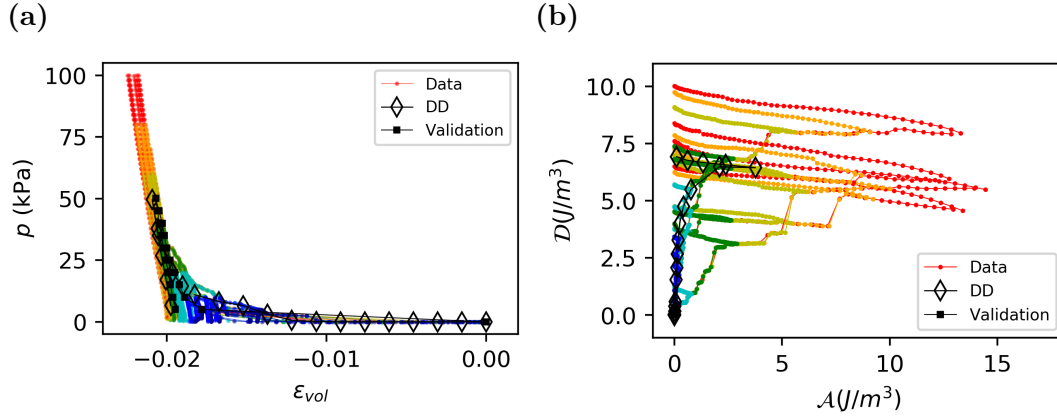 (a)
100
75
50
25
0
p (kPa)
−0.02
−0.01
0.00
ε_vol
Data
DD
Validation
(b)
10.0
7.5
5.0
2.5
0.0
𝒟(J/m³)
0
5
10
15
𝒜(J/m³)
Data
DD
Validation